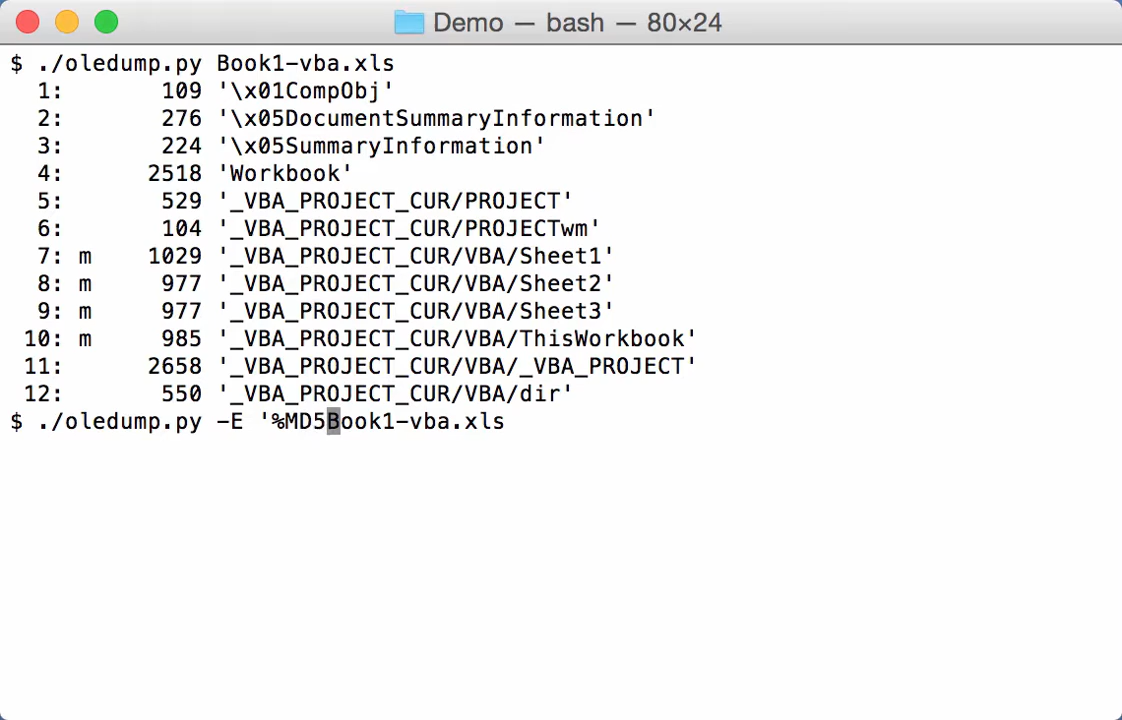 Demo — bash — 80×24
$ ./oledump.py Book1-vba.xls
  1:       109 '\x01CompObj'
  2:       276 '\x05DocumentSummaryInformation'
  3:       224 '\x05SummaryInformation'
  4:      2518 'Workbook'
  5:       529 '_VBA_PROJECT_CUR/PROJECT'
  6:       104 '_VBA_PROJECT_CUR/PROJECTwm'
  7: m    1029 '_VBA_PROJECT_CUR/VBA/Sheet1'
  8: m     977 '_VBA_PROJECT_CUR/VBA/Sheet2'
  9: m     977 '_VBA_PROJECT_CUR/VBA/Sheet3'
 10: m     985 '_VBA_PROJECT_CUR/VBA/ThisWorkbook'
 11:      2658 '_VBA_PROJECT_CUR/VBA/_VBA_PROJECT'
 12:       550 '_VBA_PROJECT_CUR/VBA/dir'
$ ./oledump.py -E '%MD5Book1-vba.xls